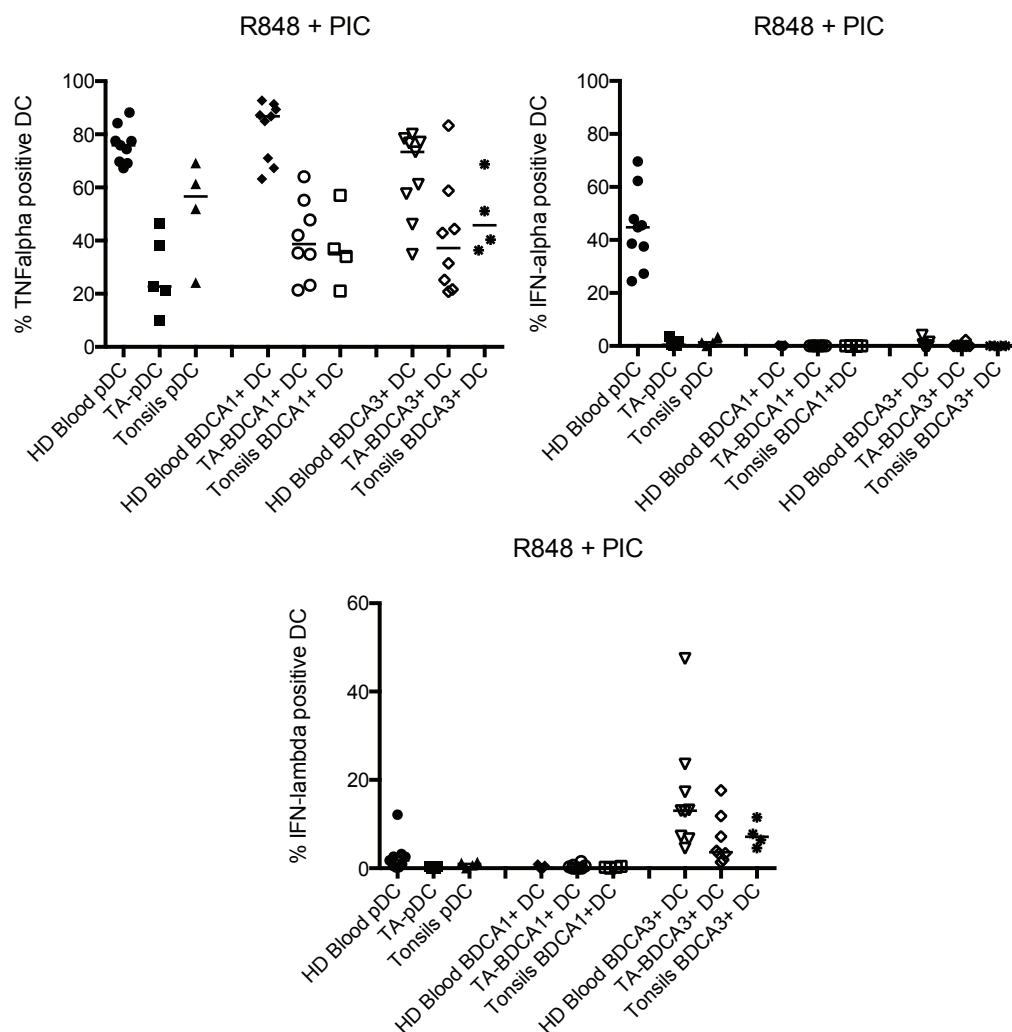 R848 + PIC
% TNFalpha positive DC
100
80
60
40
20
0
HD Blood pDC
TA-pDC
Tonsils pDC
HD Blood BDCA1+ DC
TA-BDCA1+ DC
Tonsils BDCA1+ DC
HD Blood BDCA3+ DC
TA-BDCA3+ DC
Tonsils BDCA3+ DC
R848 + PIC
% IFN-alpha positive DC
100
80
60
40
20
0
HD Blood pDC
TA-pDC
Tonsils pDC
HD Blood BDCA1+ DC
TA-BDCA1+ DC
Tonsils BDCA1+DC
HD Blood BDCA3+ DC
TA-BDCA3+ DC
Tonsils BDCA3+ DC
R848 + PIC
% IFN-lambda positive DC
60
40
20
0
HD Blood pDC
TA-pDC
Tonsils pDC
HD Blood BDCA1+ DC
TA-BDCA1+ DC
Tonsils BDCA1+DC
HD Blood BDCA3+ DC
TA-BDCA3+ DC
Tonsils BDCA3+ DC